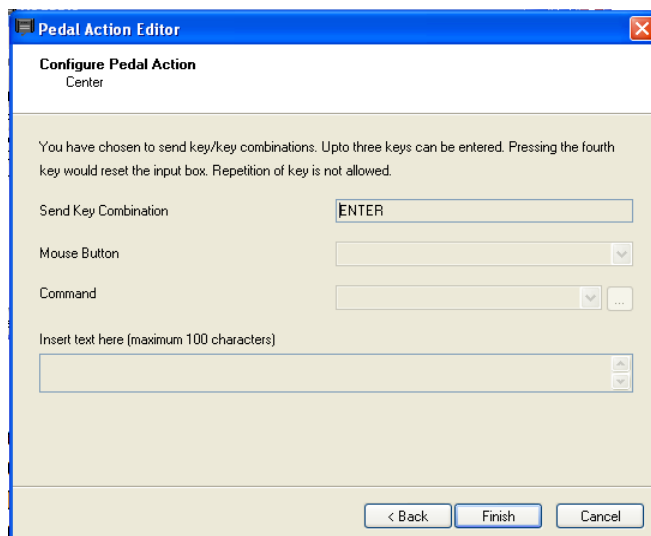 Pedal Action Editor
Configure Pedal Action
Center
You have chosen to send key/key combinations. Upto three keys can be entered. Pressing the fourth
key would reset the input box. Repetition of key is not allowed.
Send Key Combination
ENTER
Mouse Button
Command
...
Insert text here (maximum 100 characters)
< Back
Finish
Cancel